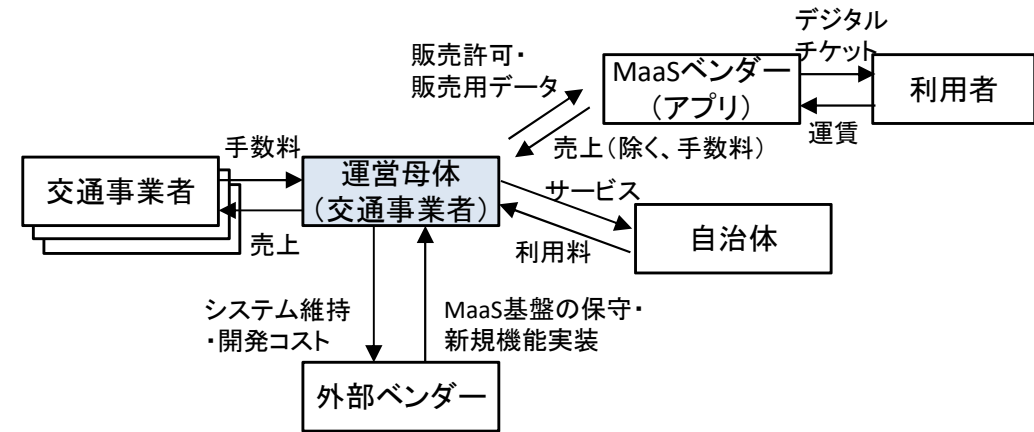 デジタル
チケット
販売許可・
販売用データ
MaaSベンダー
（アプリ）
利用者
運賃
売上（除く、手数料）
手数料
交通事業者
運営母体
（交通事業者）
サービス
売上
利用料
自治体
システム維持
・開発コスト
MaaS基盤の保守・
新規機能実装
外部ベンダー